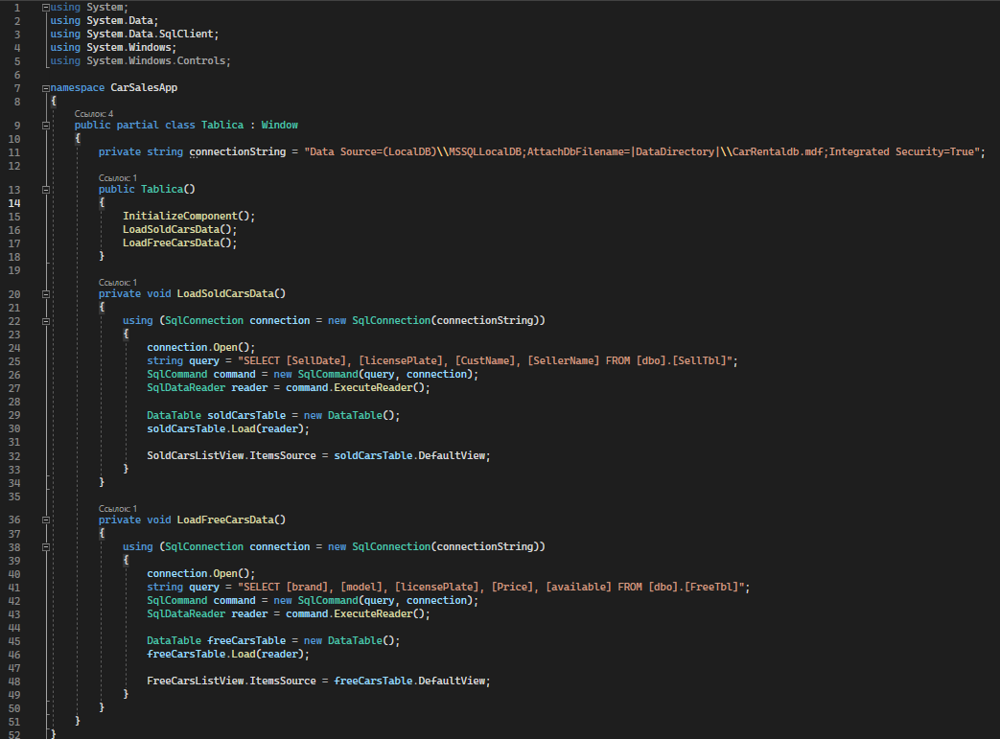 1 using System;
2 using System.Data;
3 using System.Data.SqlClient;
4 using System.Windows;
5 using System.Windows.Controls;
6
7 namespace CarSalesApp
8 {
Ссылок: 4
9 public partial class Tablica : Window
10 {
11 private string connectionString = "Data Source=(LocalDB)\\MSSQLLocalDB;AttachDbFilename=|DataDirectory|\\CarRentaldb.mdf;Integrated Security=True";
12
Ссылок: 1
13 public Tablica()
14 {
15 InitializeComponent();
16 LoadSoldCarsData();
17 LoadFreeCarsData();
18 }
19
Ссылок: 1
20 private void LoadSoldCarsData()
21 {
22 using (SqlConnection connection = new SqlConnection(connectionString))
23 {
24 connection.Open();
25 string query = "SELECT [SellDate], [licensePlate], [CustName], [SellerName] FROM [dbo].[SellTbl]";
26 SqlCommand command = new SqlCommand(query, connection);
27 SqlDataReader reader = command.ExecuteReader();
28
29 DataTable soldCarsTable = new DataTable();
30 soldCarsTable.Load(reader);
31
32 SoldCarsListView.ItemsSource = soldCarsTable.DefaultView;
33 }
34 }
35
Ссылок: 1
36 private void LoadFreeCarsData()
37 {
38 using (SqlConnection connection = new SqlConnection(connectionString))
39 {
40 connection.Open();
41 string query = "SELECT [brand], [model], [licensePlate], [Price], [available] FROM [dbo].[FreeTbl]";
42 SqlCommand command = new SqlCommand(query, connection);
43 SqlDataReader reader = command.ExecuteReader();
44
45 DataTable freeCarsTable = new DataTable();
46 freeCarsTable.Load(reader);
47
48 FreeCarsListView.ItemsSource = freeCarsTable.DefaultView;
49 }
50 }
51 }
52 }